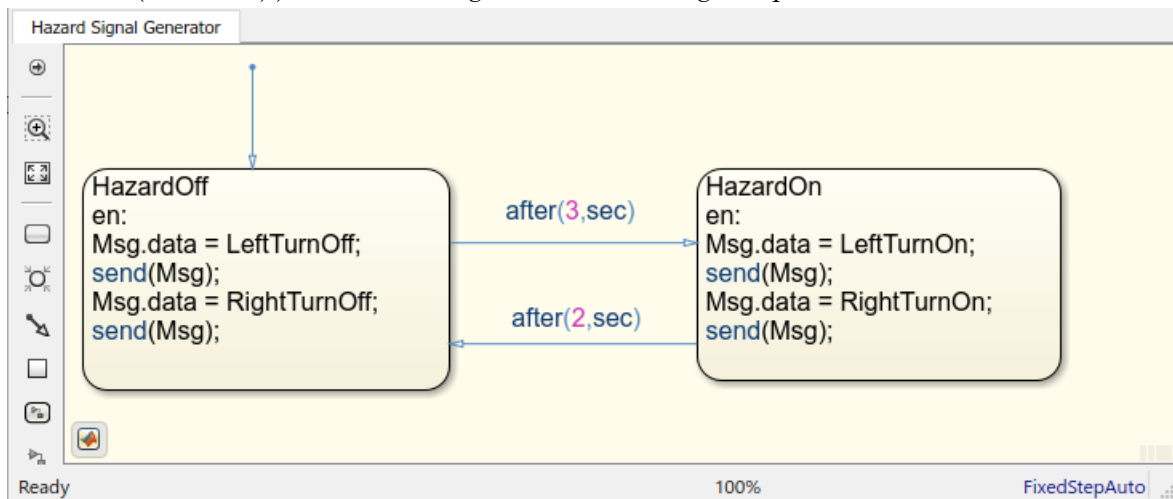 Hazard Signal Generator
HazardOff
en:
Msg.data = LeftTurnOff;
send(Msg);
Msg.data = RightTurnOff;
send(Msg);
after(3,sec)
after(2,sec)
HazardOn
en:
Msg.data = LeftTurnOn;
send(Msg);
Msg.data = RightTurnOn;
send(Msg);
Ready
100%
FixedStepAuto